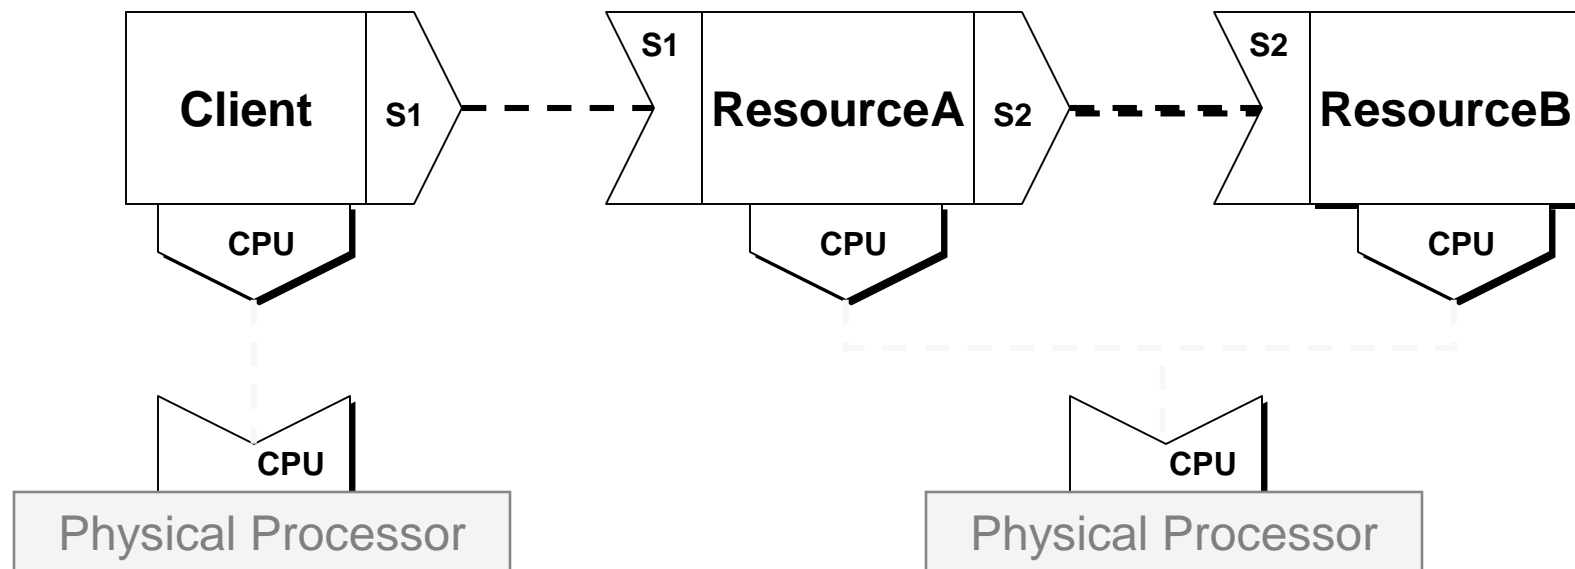 S1
S2
Client
S1
ResourceA
S2
ResourceB
CPU
CPU
CPU
CPU
CPU
Physical Processor
Physical Processor